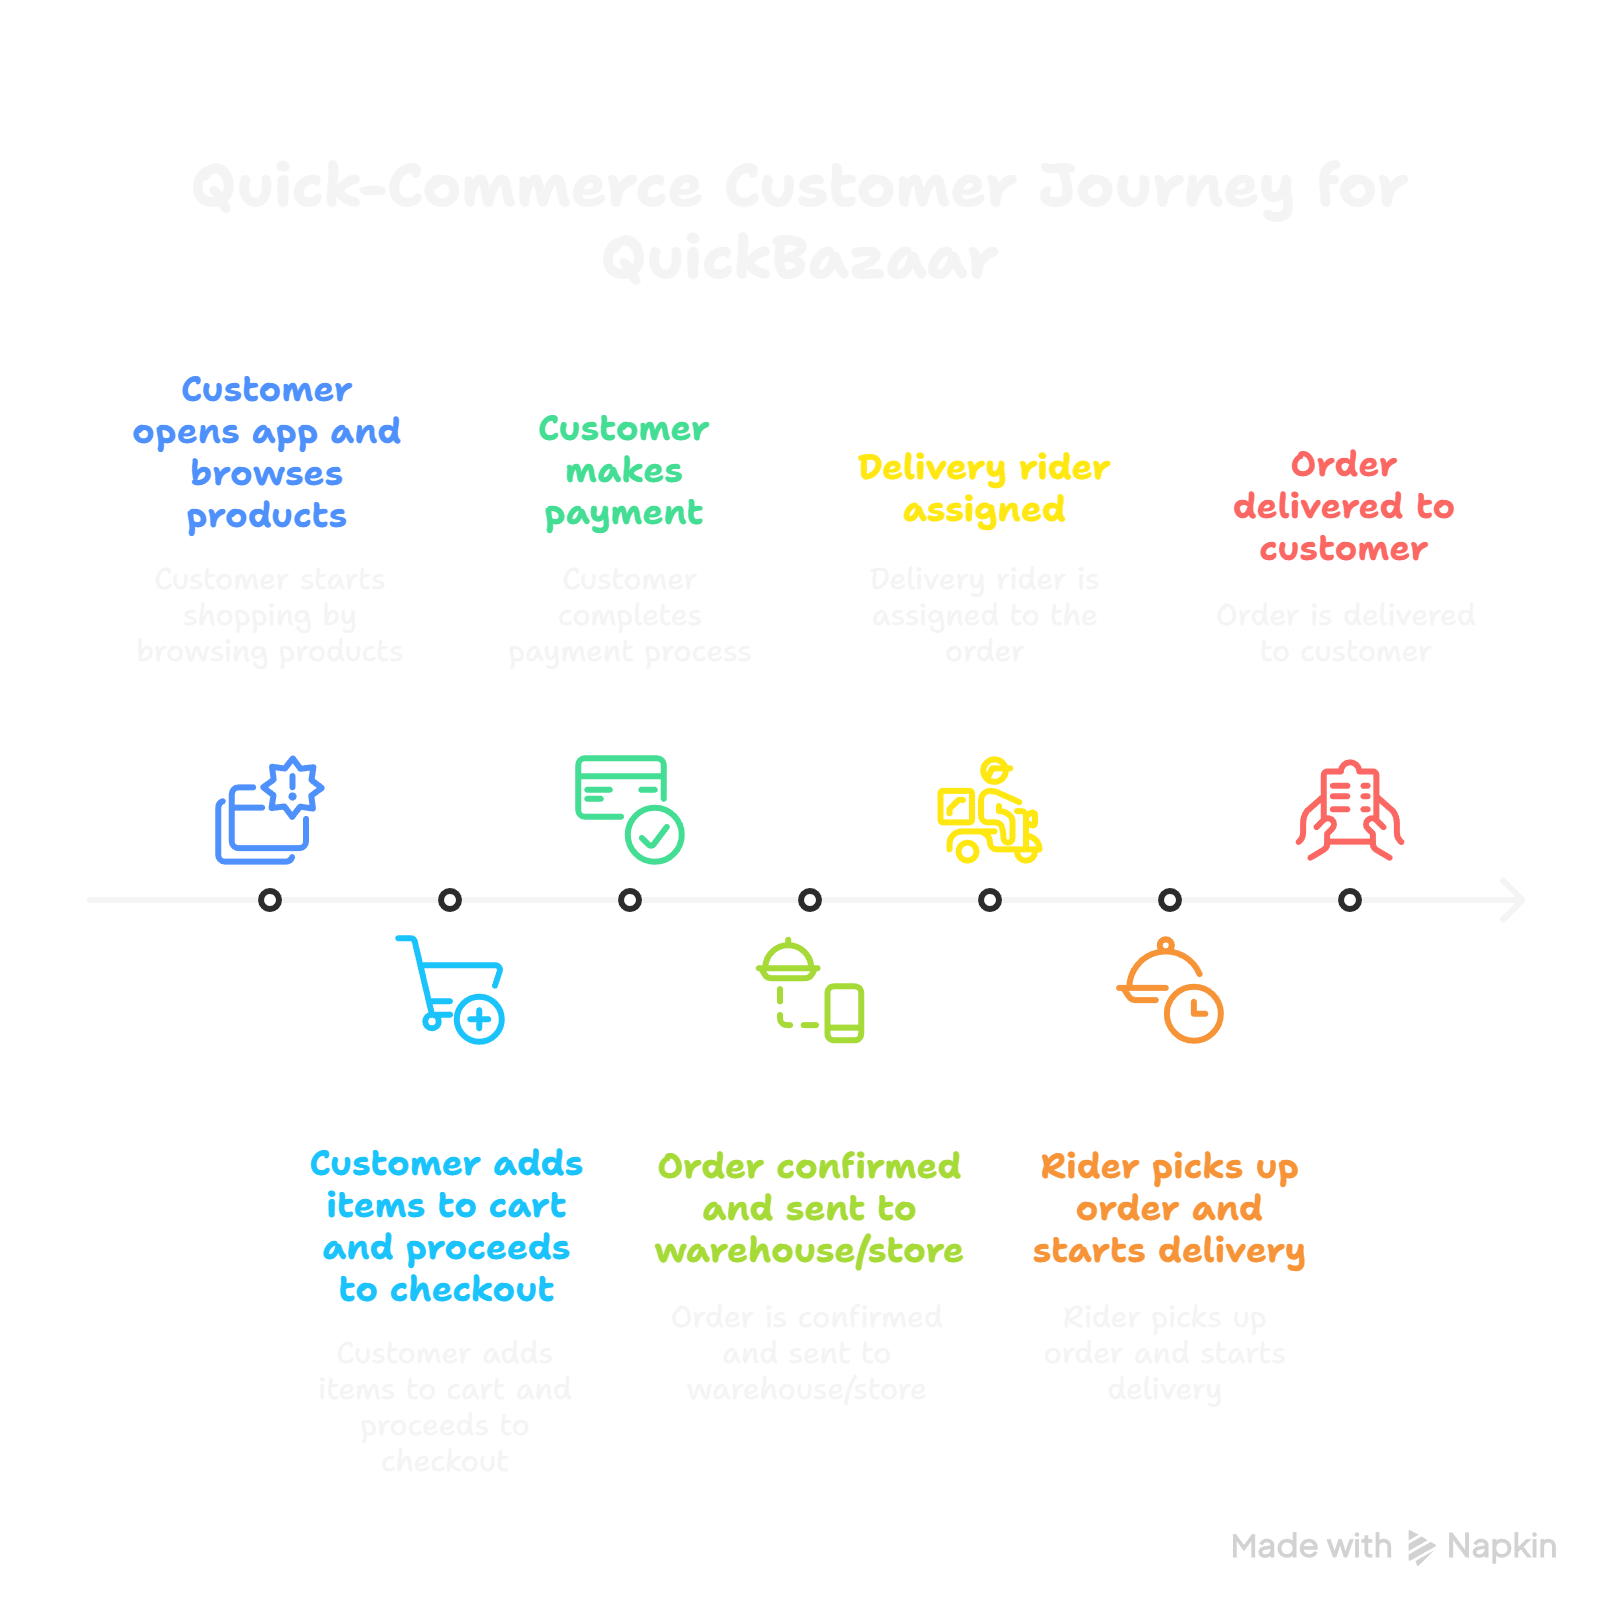 Quick-Commerce Customer Journey for
QuickBazaar
Customer
opens app and
browses
products
Customer starts
shopping by
browsing products
Customer
makes
payment
Customer
completes
payment process
Delivery rider
assigned
Delivery rider is
assigned to the
order
Order
delivered to
customer
Order is delivered
to customer
Customer adds
items to cart
and proceeds
to checkout
Customer adds
items to cart and
proceeds to
checkout
Order confirmed
and sent to
warehouse/store
Order is confirmed
and sent to
warehouse/store
Rider picks up
order and
starts delivery
Rider picks up
order and starts
delivery
Made with Napkin